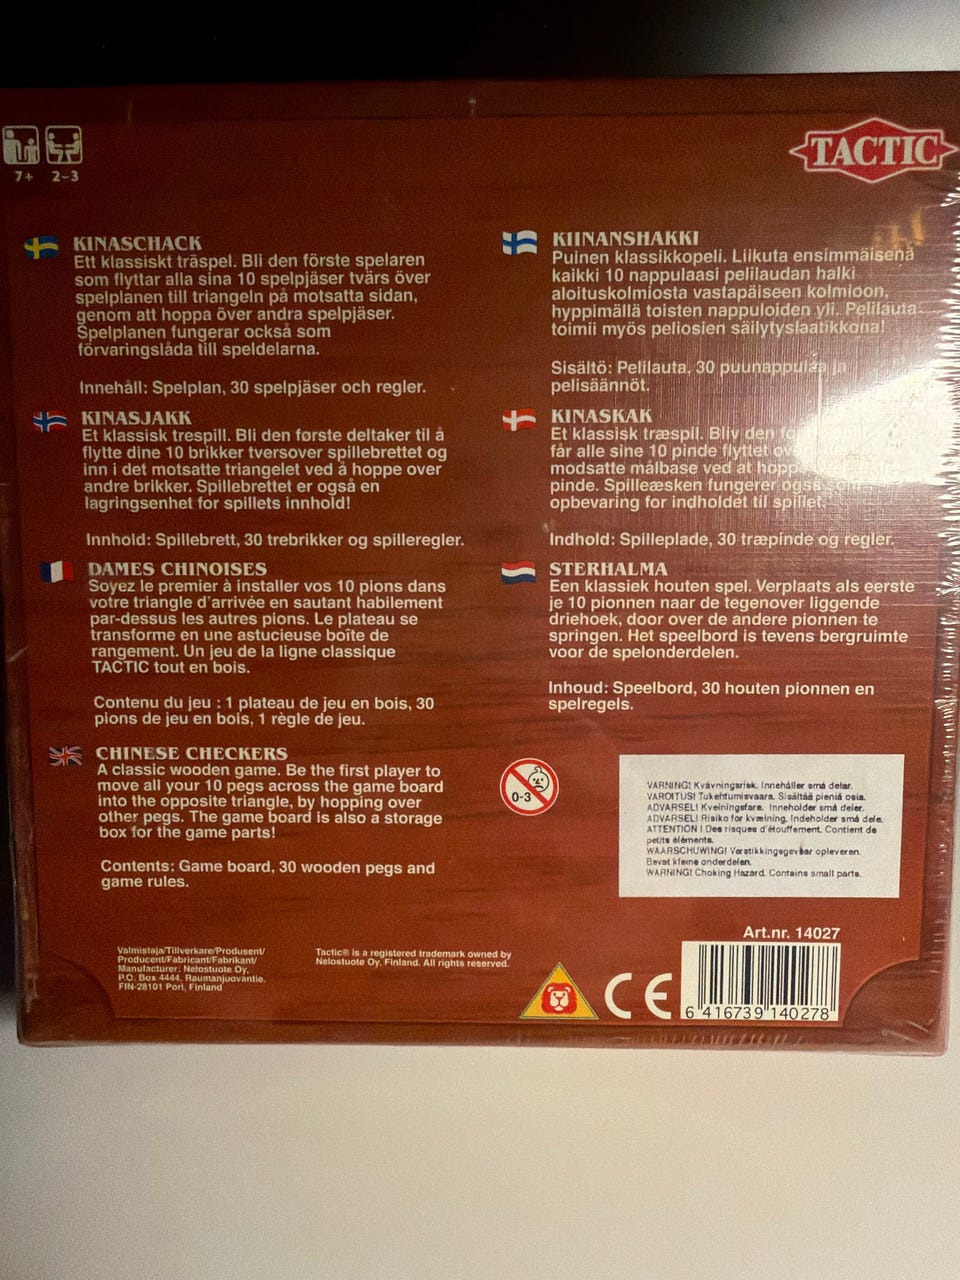 7+ 2-3
TACTIC
KINASCHACK
Ett klassiskt träspel. Bli den förste spelaren
som flyttar alla sina 10 spelpjäser tvärs över
spelplanen till triangeln på motsatta sidan,
genom att hoppa över andra spelpjäser.
Spelplanen fungerar också som
förvaringslåda till speldelarna.
Innehåll: Spelplan, 30 spelpjäser och regler.
KINASJAKK
Et klassisk trespill. Bli den første deltaker til å
flytte dine 10 brikker tversover spillebrettet og
inn i det motsatte triangelet ved å hoppe over
andre brikker. Spillebrettet er også en
lagringsenhet for spillets innhold!
Innhold: Spillebrett, 30 trebrikker og spilleregler.
DAMES CHINOISES
Soyez le premier à installer vos 10 pions dans
votre triangle d'arrivée en sautant habilement
par-dessus les autres pions. Le plateau se
transforme en une astucieuse boîte de
rangement. Un jeu de la ligne classique
TACTIC tout en bois.
Contenu du jeu : 1 plateau de jeu en bois, 30
pions de jeu en bois, 1 règle de jeu.
CHINESE CHECKERS
A classic wooden game. Be the first player to
move all your 10 pegs across the game board
into the opposite triangle, by hopping over
other pegs. The game board is also a storage
box for the game parts!
Contents: Game board, 30 wooden pegs and
game rules.
KIINANSHAKKI
Puinen klassikkopeli. Liikuta ensimmäisenä
kaikki 10 nappulaasi pelilaudan halki
aloituskolmiosta vastapäiseen kolmioon,
hyppimällä toisten nappuloiden yli. Pelilauta
toimii myös peliosien säilytyslaatikkona!
Sisältö: Pelilauta, 30 puunappulaa ja
pelisäännöt.
KINASKAK
Et klassisk træspil. Bliv den
får alle sine 10 pinde flyttet
modsatte målbase ved at hoppe
pinde. Spilleæsken fungerer også som
opbevaring for indholdet til spillet.
Indhold: Spilleplade, 30 træpinde og regler.
STERHALMA
Een klassiek houten spel. Verplaats als eerste
je 10 pionnen naar de tegenover liggende
driehoek, door over de andere pionnen te
springen. Het speelbord is tevens bergruimte
voor de spelonderdelen.
Inhoud: Speelbord, 30 houten pionnen en
spelregels.
0-3
VARNING! Kvävningsrisk. Innehåller små delar.
VAROITUS! Tukehtumisvaara. Sisältää pieniä osia.
ADVARSEL! Kvelningsfare. Inneholder små deler.
ADVARSEL! Risiko for kvælning. Indeholder små dele.
ATTENTION ! Des risques d'étouffement. Contient de
petits éléments.
WAARSCHUWING! Verstikkingsgevaar opleveren.
Bevat kleine onderdelen.
WARNING! Choking Hazard. Contains small parts.
Valmistaja/Tillverkare/Produsent/
Producent/Fabricant/Fabrikant/
Manufacturer: Nelostuote Oy,
P.O. Box 4444, Raumanjuovantie,
FIN-28101 Pori, Finland
Tactic® is a registered trademark owned by
Nelostuote Oy, Finland. All rights reserved.
CE
Art.nr. 14027
6 416739 140278